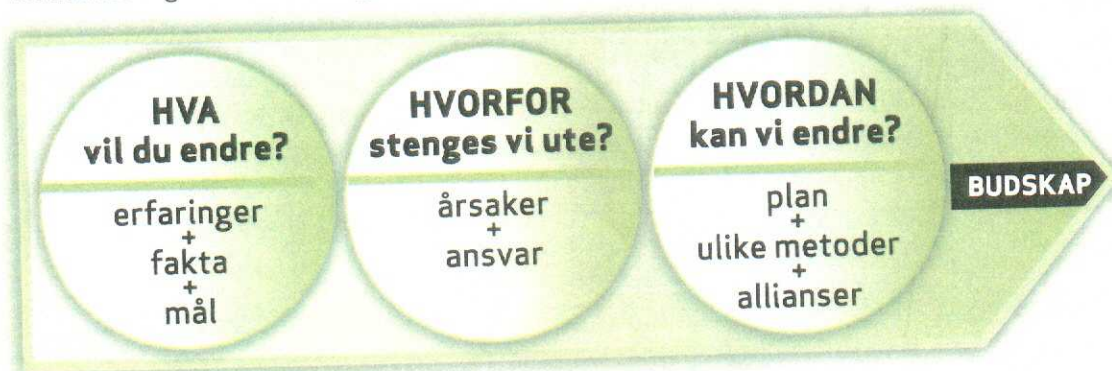 HVA
vil du endre?
erfaringer
+
fakta
+
mål
HVORFOR
stenges vi ute?
årsaker
+
ansvar
HVORDAN
kan vi endre?
plan
+
ulike metoder
+
allianser
BUDSKAP